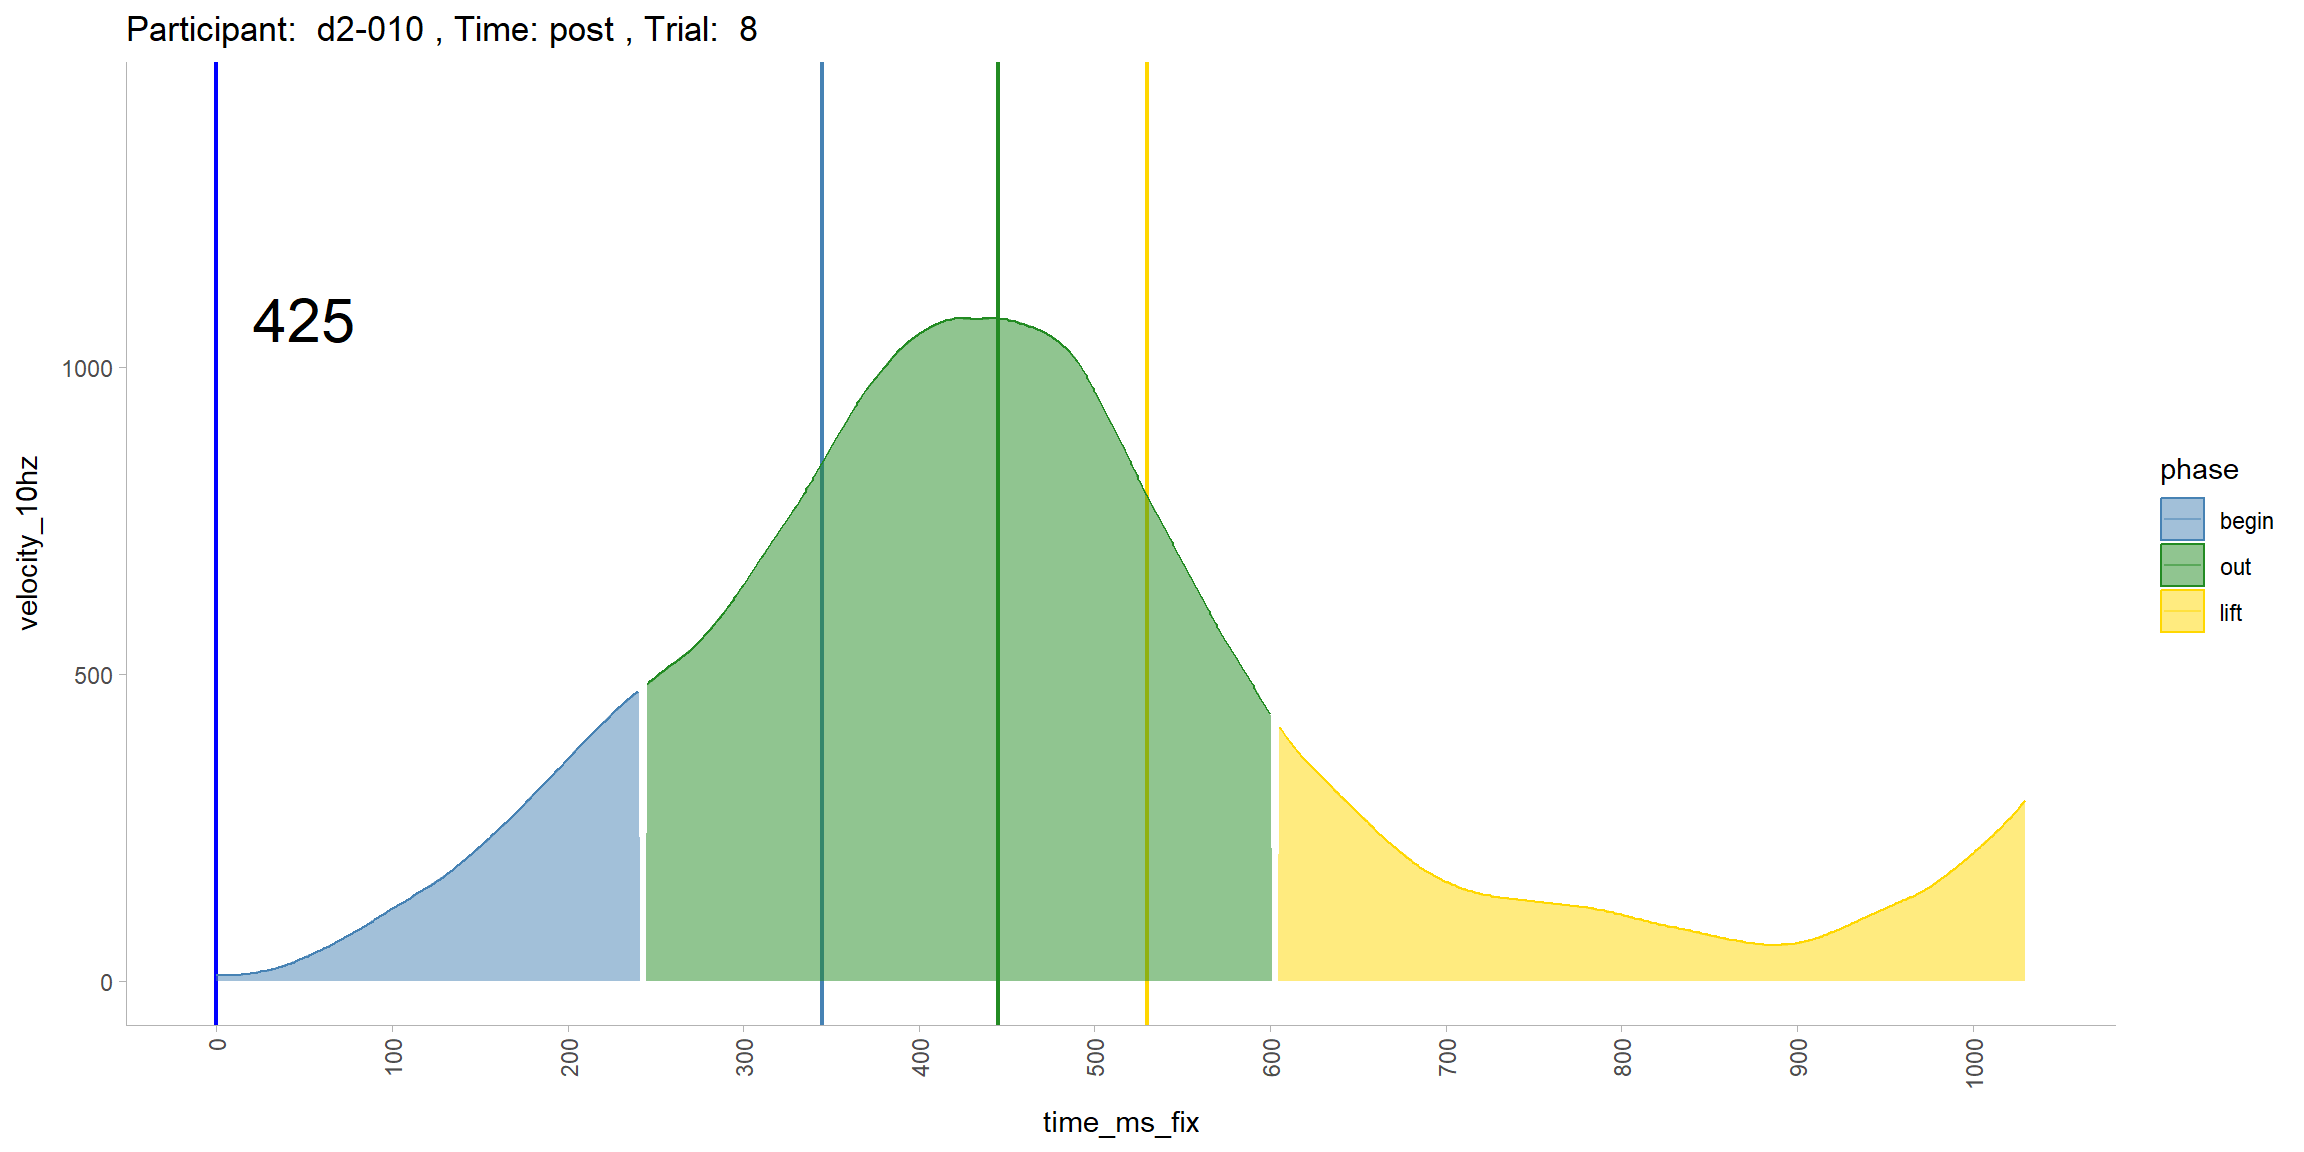 Participant:  d2-010 , Time: post , Trial:  8
425
1000
500
0
velocity_10hz
0
100
200
300
400
500
600
700
800
900
1000
time_ms_fix
phase
begin
out
lift